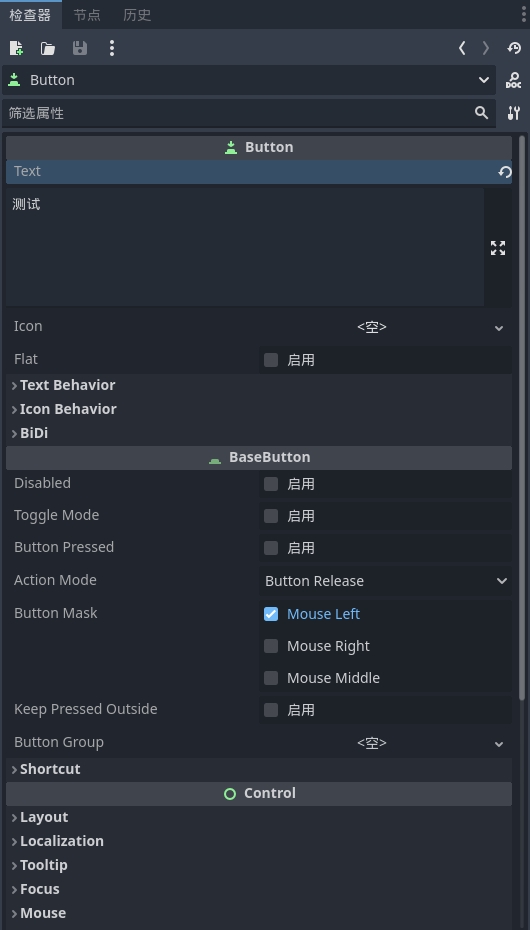 检查器 节点 历史
Button
DOC
筛选属性
Button
Text
测试
Icon <空>
Flat 启用
Text Behavior
Icon Behavior
BiDi
BaseButton
Disabled 启用
Toggle Mode 启用
Button Pressed 启用
Action Mode Button Release
Button Mask Mouse Left
Mouse Right
Mouse Middle
Keep Pressed Outside 启用
Button Group <空>
Shortcut
Control
Layout
Localization
Tooltip
Focus
Mouse